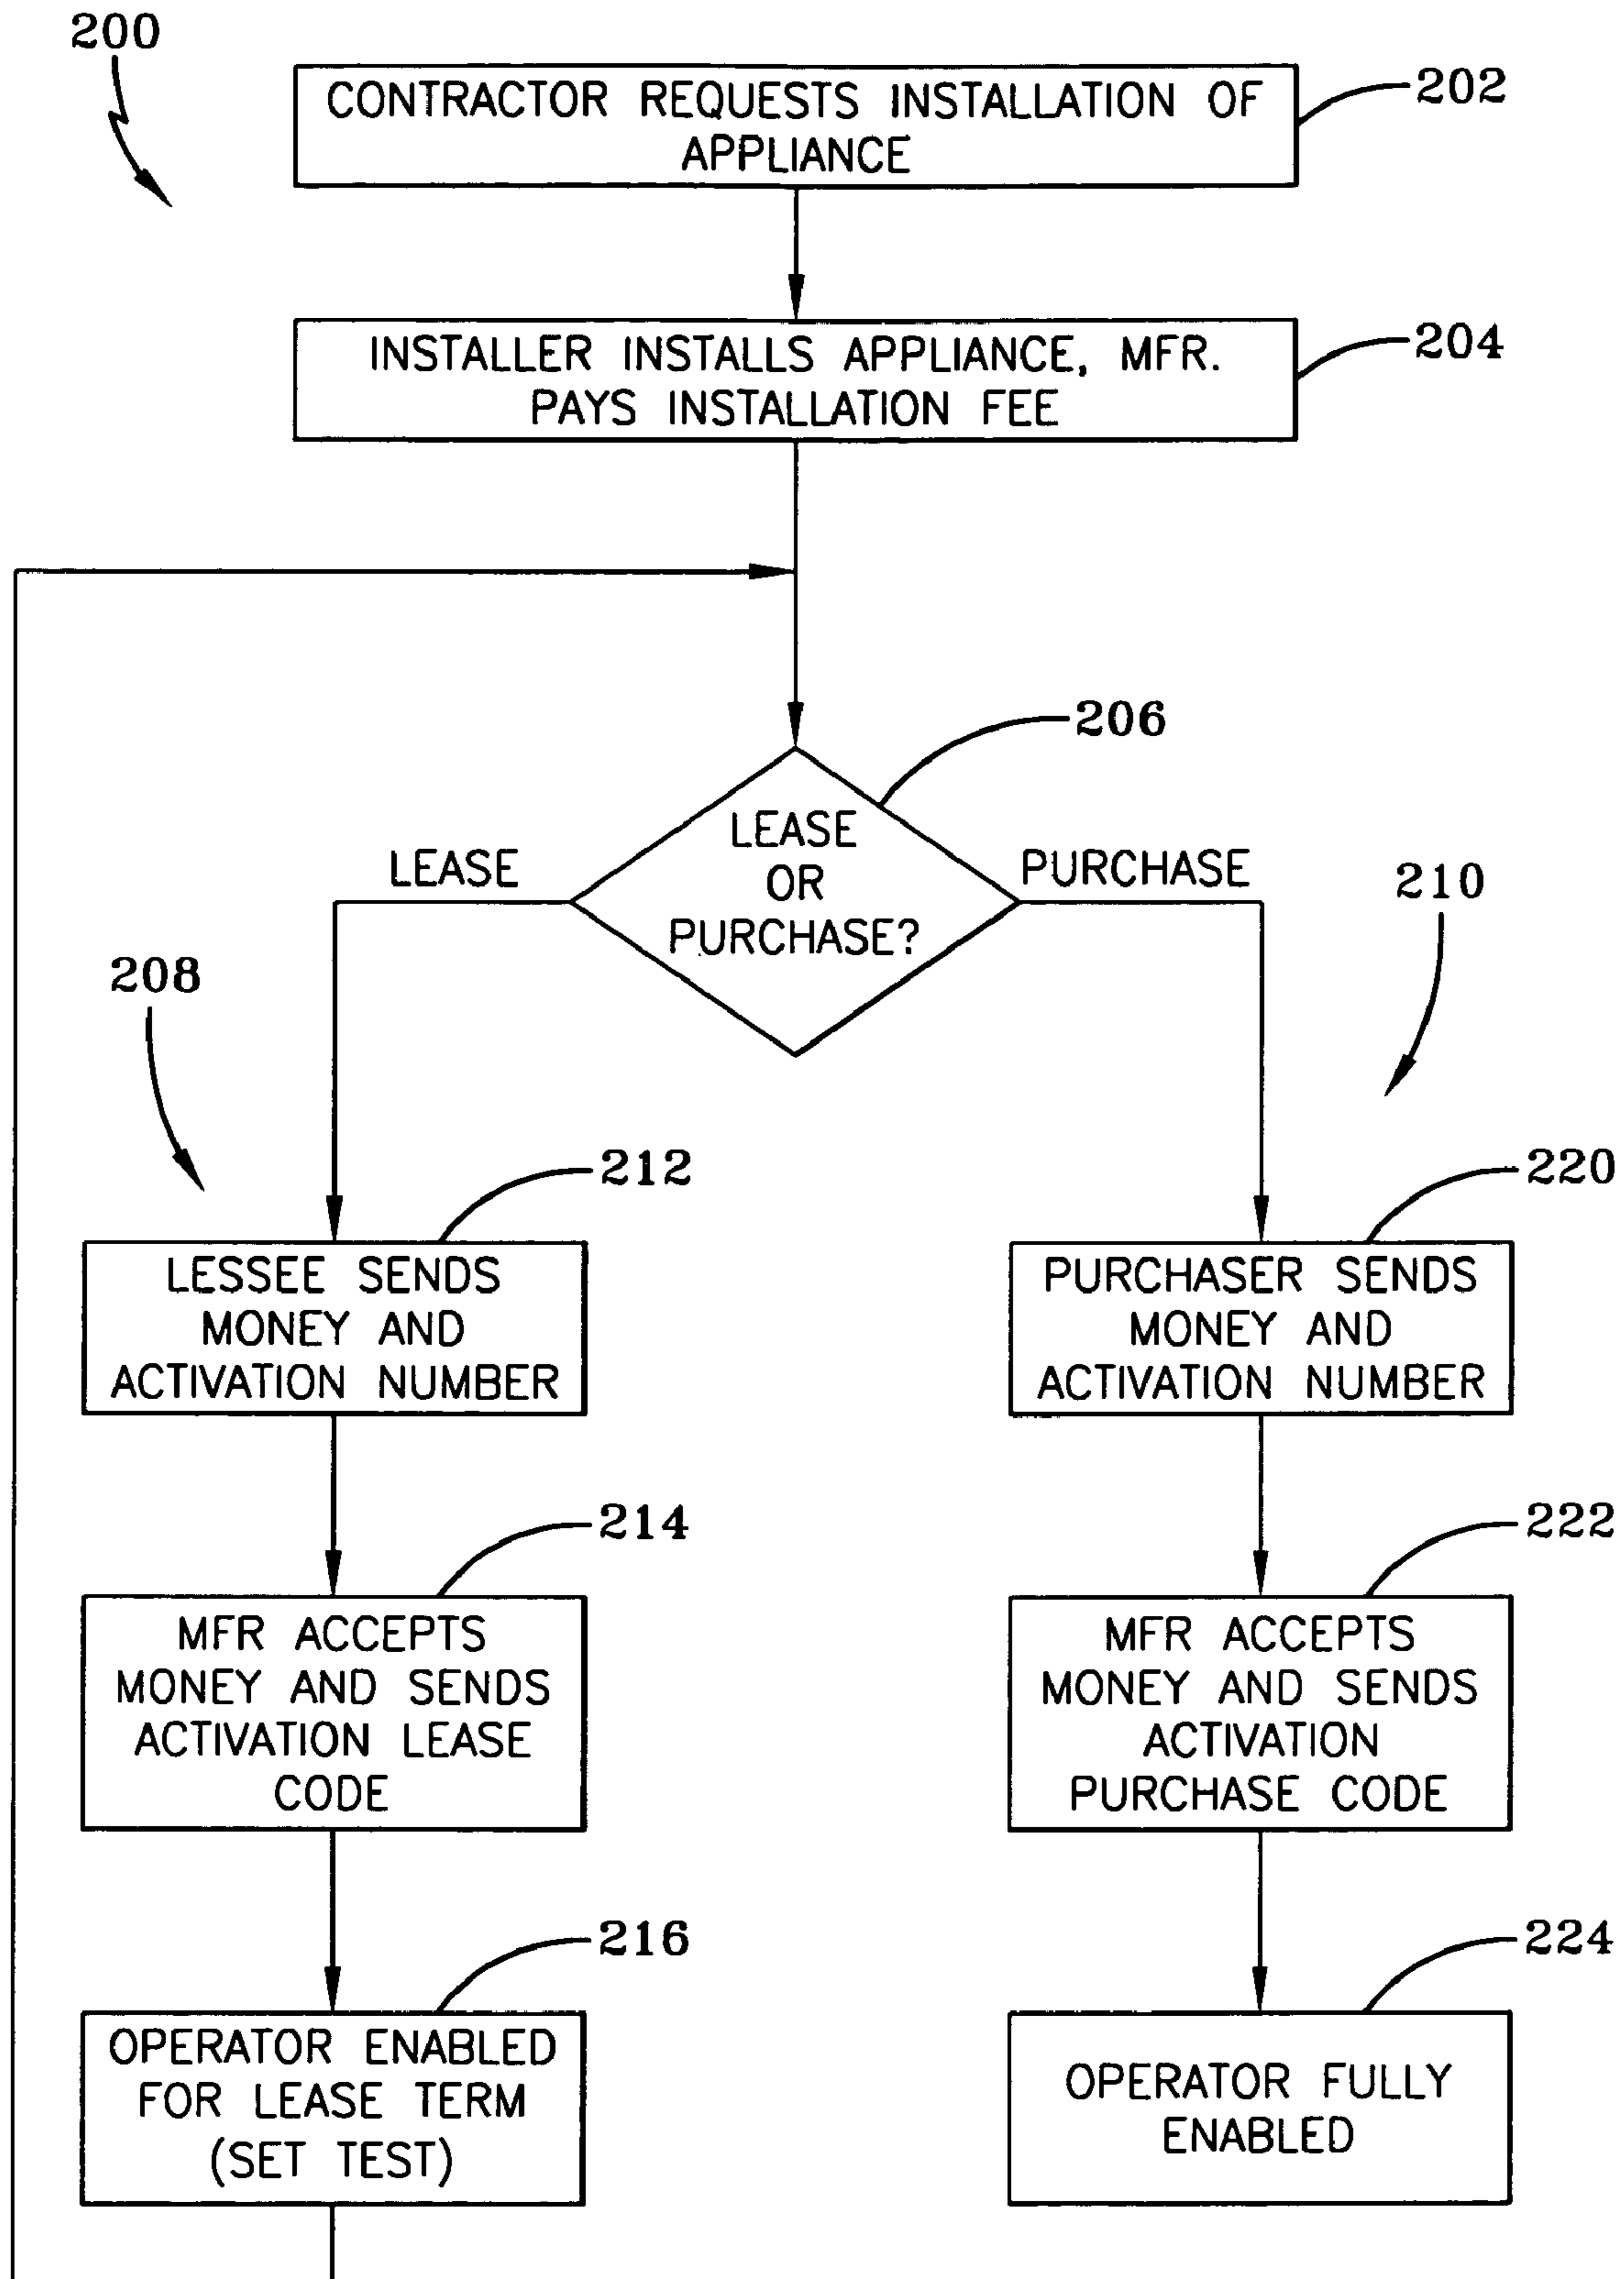 200
CONTRACTOR REQUESTS INSTALLATION OF
APPLIANCE
202
INSTALLER INSTALLS APPLIANCE, MFR.
PAYS INSTALLATION FEE
204
206
LEASE
OR
PURCHASE?
LEASE
PURCHASE
208
210
212
LESSEE SENDS
MONEY AND
ACTIVATION NUMBER
220
PURCHASER SENDS
MONEY AND
ACTIVATION NUMBER
214
MFR ACCEPTS
MONEY AND SENDS
ACTIVATION LEASE
CODE
222
MFR ACCEPTS
MONEY AND SENDS
ACTIVATION
PURCHASE CODE
216
OPERATOR ENABLED
FOR LEASE TERM
(SET TEST)
224
OPERATOR FULLY
ENABLED